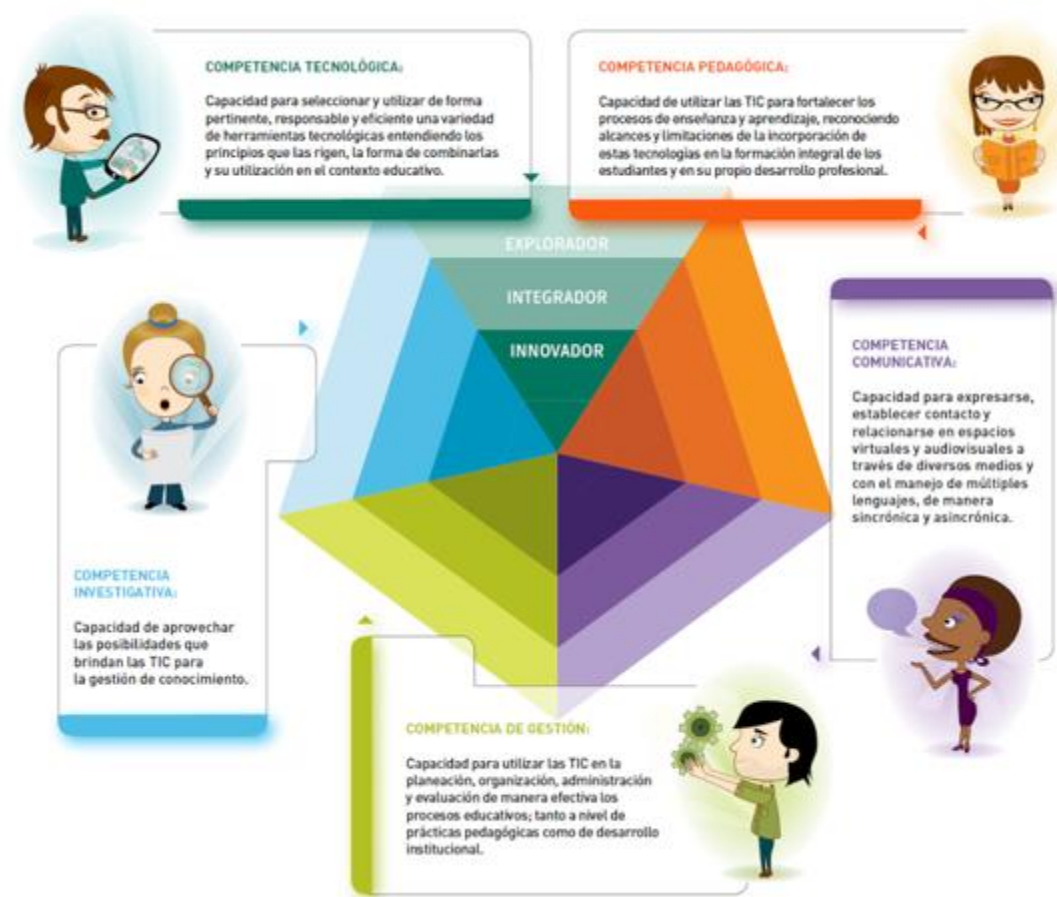 COMPETENCIA TECNOLÓGICA:
Capacidad para seleccionar y utilizar de forma
pertinente, responsable y eficiente una variedad
de herramientas tecnológicas entendiendo los
principios que las rigen, la forma de combinarlas
y su utilización en el contexto educativo.
COMPETENCIA PEDAGÓGICA:
Capacidad de utilizar las TIC para fortalecer los
procesos de enseñanza y aprendizaje, reconociendo
alcances y limitaciones de la incorporación de
estas tecnologías en la formación integral de los
estudiantes y en su propio desarrollo profesional.
EXPLORADOR
INTEGRADOR
INNOVADOR
COMPETENCIA
COMUNICATIVA:
Capacidad para expresarse,
establecer contacto y
relacionarse en espacios
virtuales y audiovisuales a
través de diversos medios y
con el manejo de múltiples
lenguajes, de manera
sincrónica y asincrónica.
COMPETENCIA
INVESTIGATIVA:
Capacidad de aprovechar
las posibilidades que
brindan las TIC para
la gestión de conocimiento.
COMPETENCIA DE GESTIÓN:
Capacidad para utilizar las TIC en la
planeación, organización, administración
y evaluación de manera efectiva los
procesos educativos; tanto a nivel de
prácticas pedagógicas como de desarrollo
institucional.